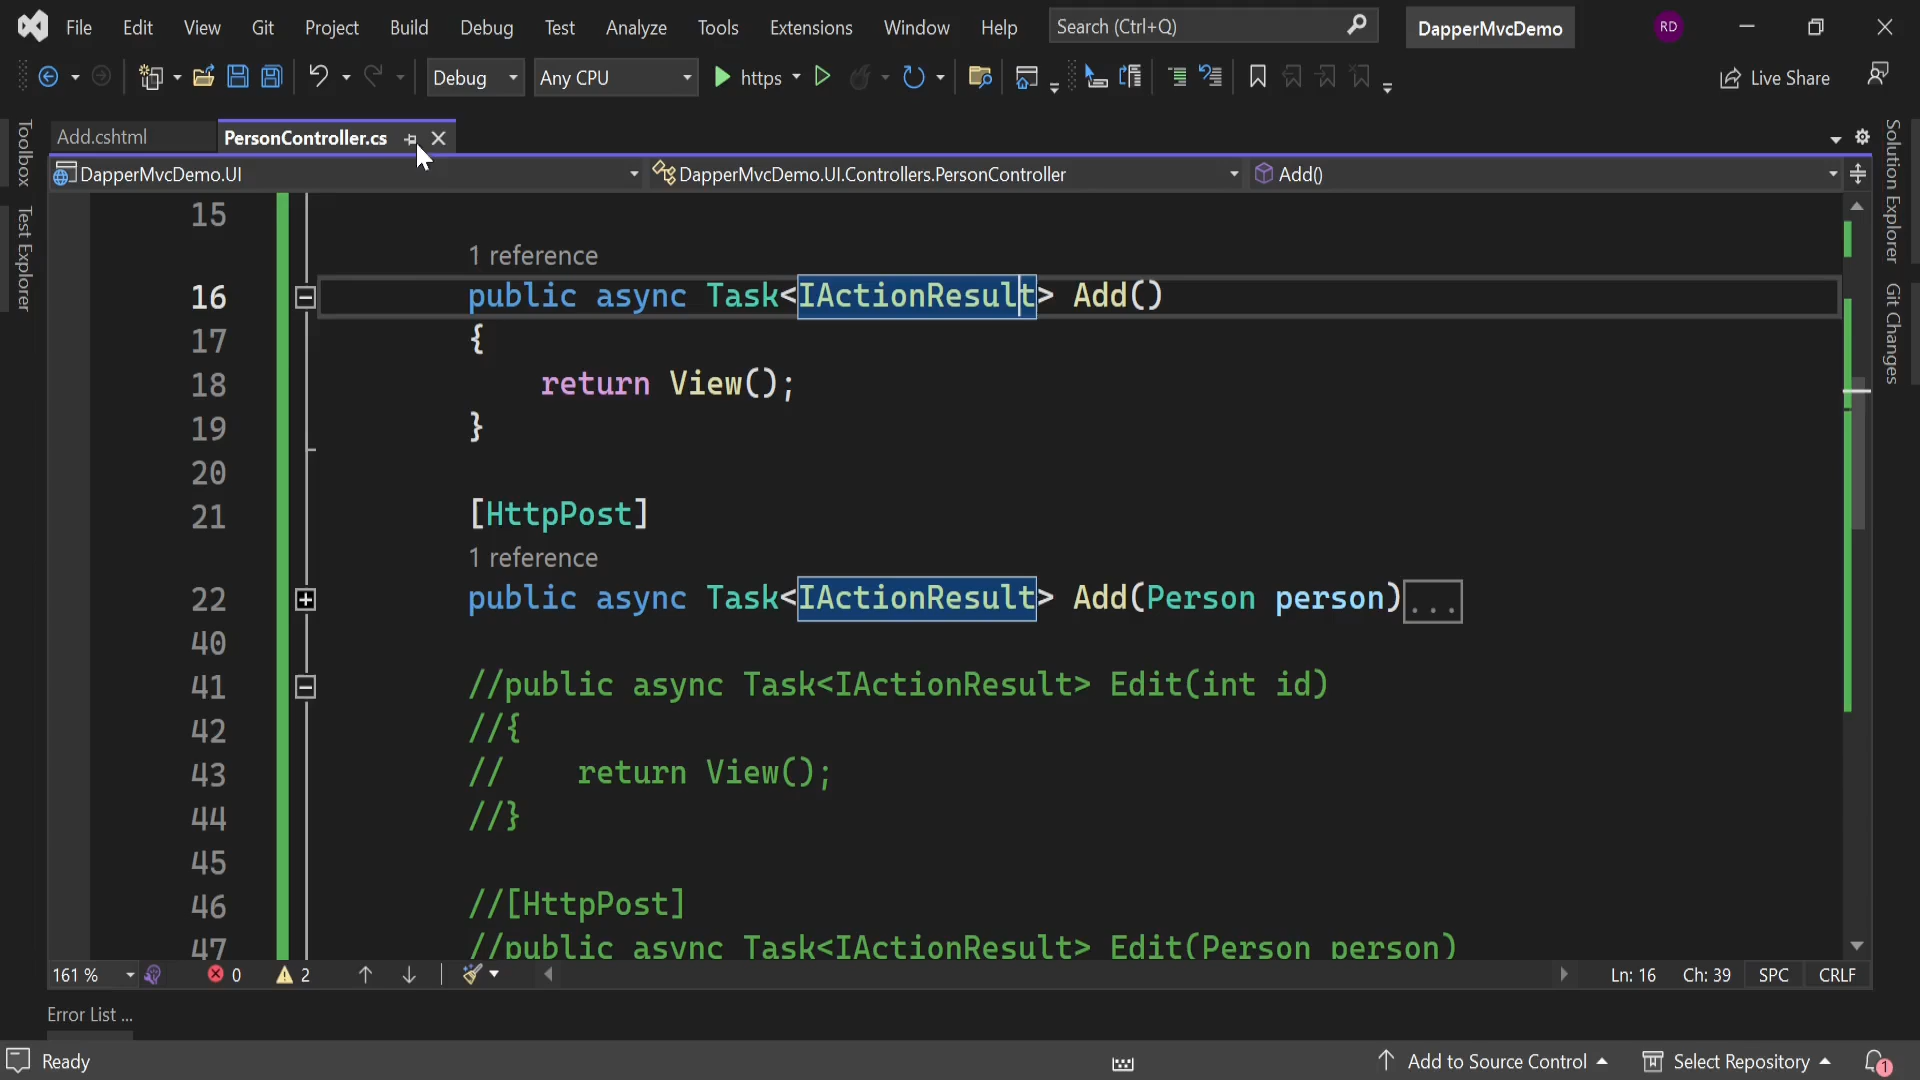 File Edit View Git Project Build Debug Test Analyze Tools Extensions Window Help Search (Ctrl+Q) DapperMvcDemo RD
Debug Any CPU https Live Share
Add.cshtml PersonController.cs
DapperMvcDemo.UI DapperMvcDemo.UI.Controllers.PersonController Add()
Toolbox
Test Explorer
Solution Explorer
Git Changes
15
1 reference
16 public async Task<IActionResult> Add()
17 {
18 return View();
19 }
20
21 [HttpPost]
1 reference
22 public async Task<IActionResult> Add(Person person)...
40
41 //public async Task<IActionResult> Edit(int id)
42 //{
43 // return View();
44 //}
45
46 //[HttpPost]
47 //public async Task<IActionResult> Edit(Person person)
161 % 0 2 Ln: 16 Ch: 39 SPC CRLF
Error List ...
Ready Add to Source Control Select Repository 1